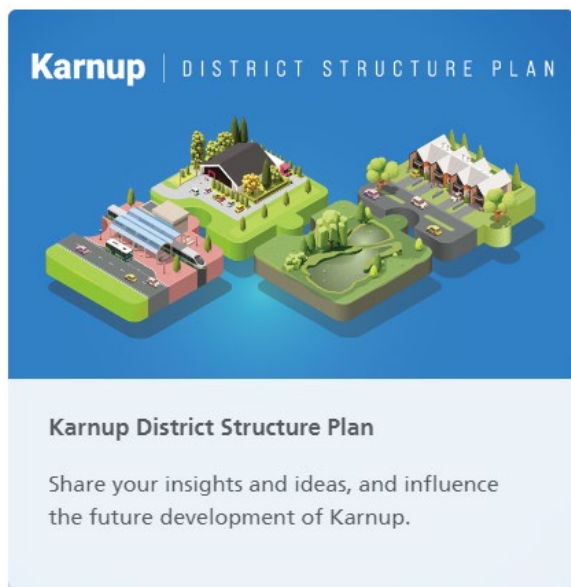 Karnup | DISTRICT STRUCTURE PLAN
Karnup District Structure Plan
Share your insights and ideas, and influence
the future development of Karnup.